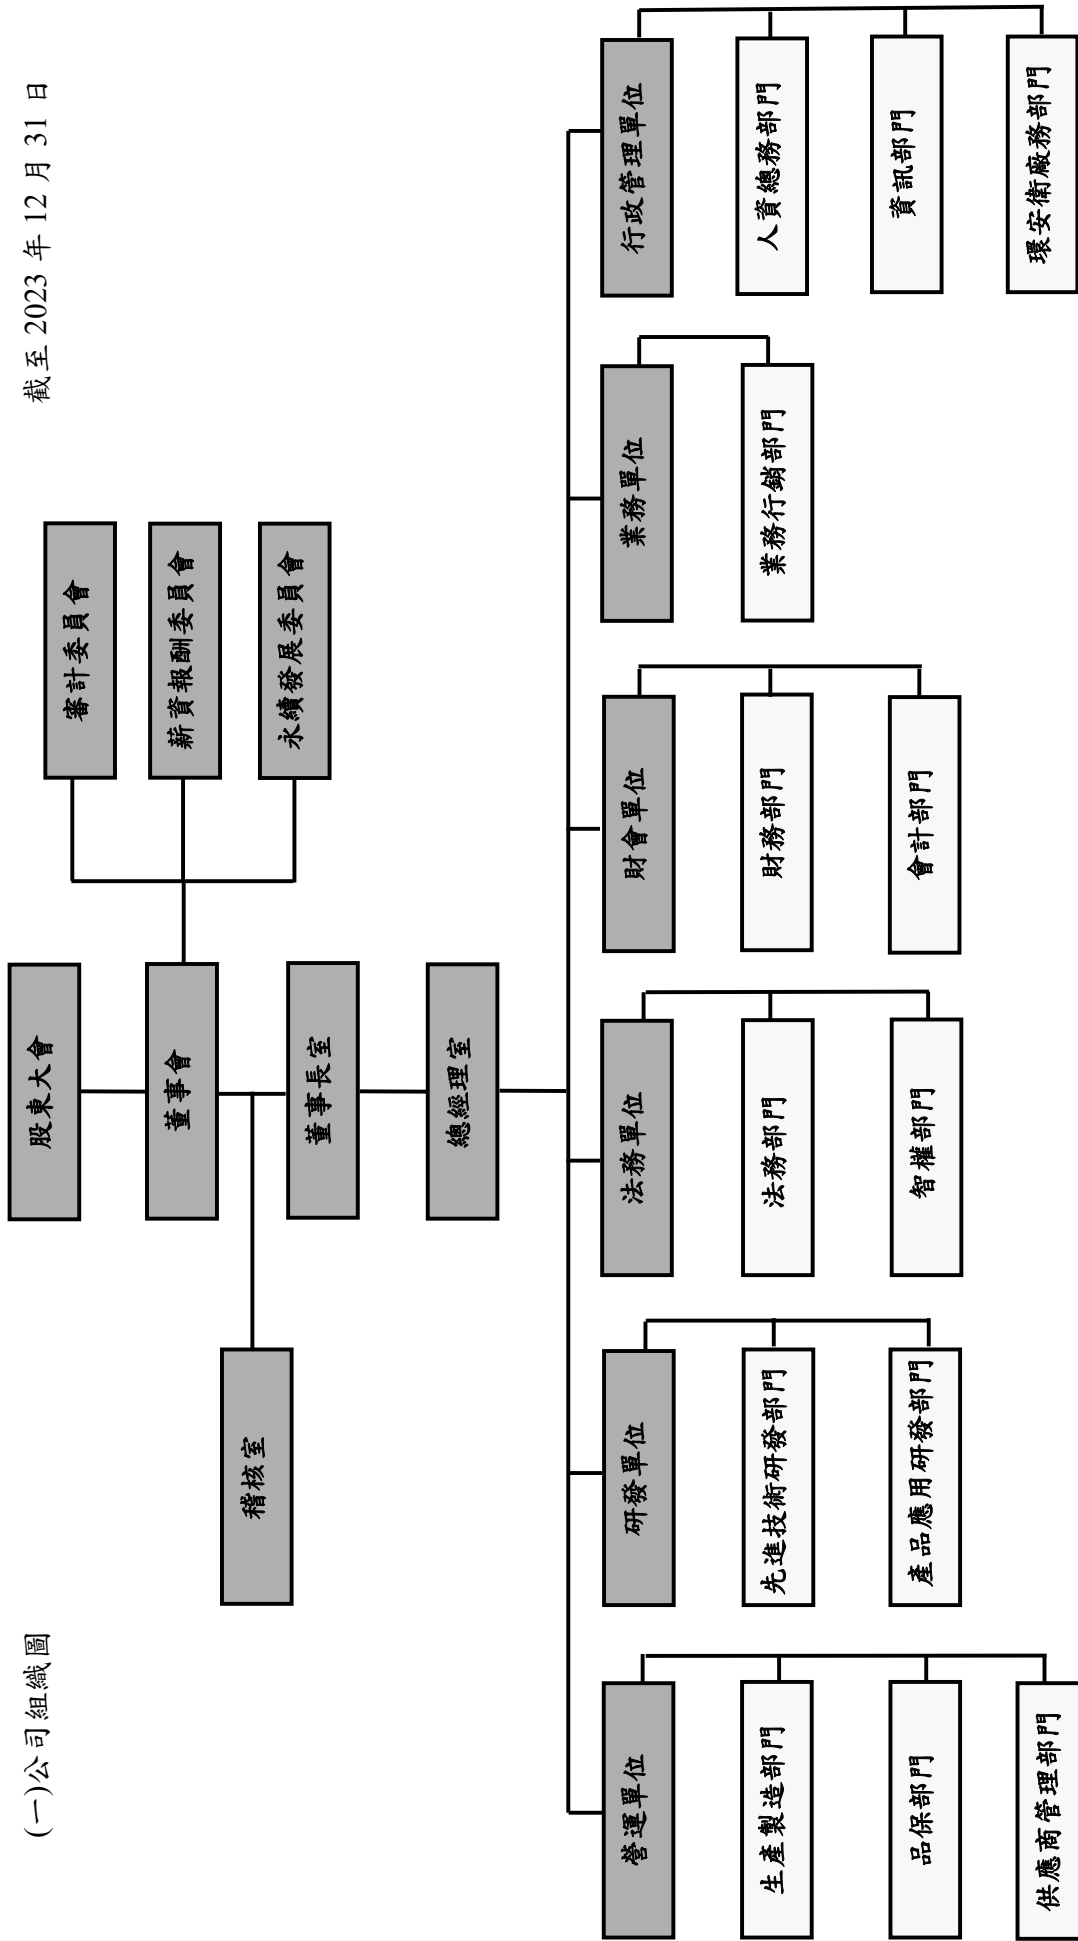 (一)公司組織圖
截至 2023 年 12 月 31 日
股東大會
董事會
審計委員會
薪資報酬委員會
永續發展委員會
稽核室
董事長室
總經理室
營運單位
生產製造部門
品保部門
供應商管理部門
研發單位
先進技術研發部門
產品應用研發部門
法務單位
法務部門
智權部門
財會單位
財務部門
會計部門
業務單位
業務行銷部門
行政管理單位
人資總務部門
資訊部門
環安衛廠務部門